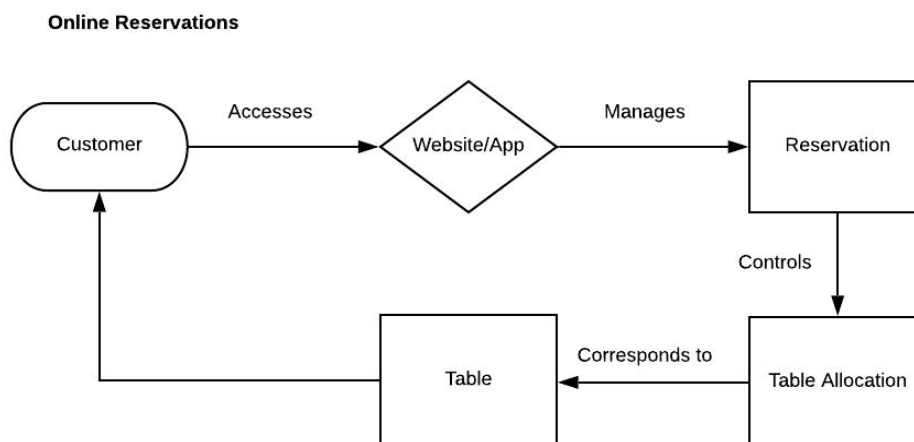 Online Reservations
Accesses
Manages
Customer
Website/App
Reservation
Controls
Corresponds to
Table
Table Allocation